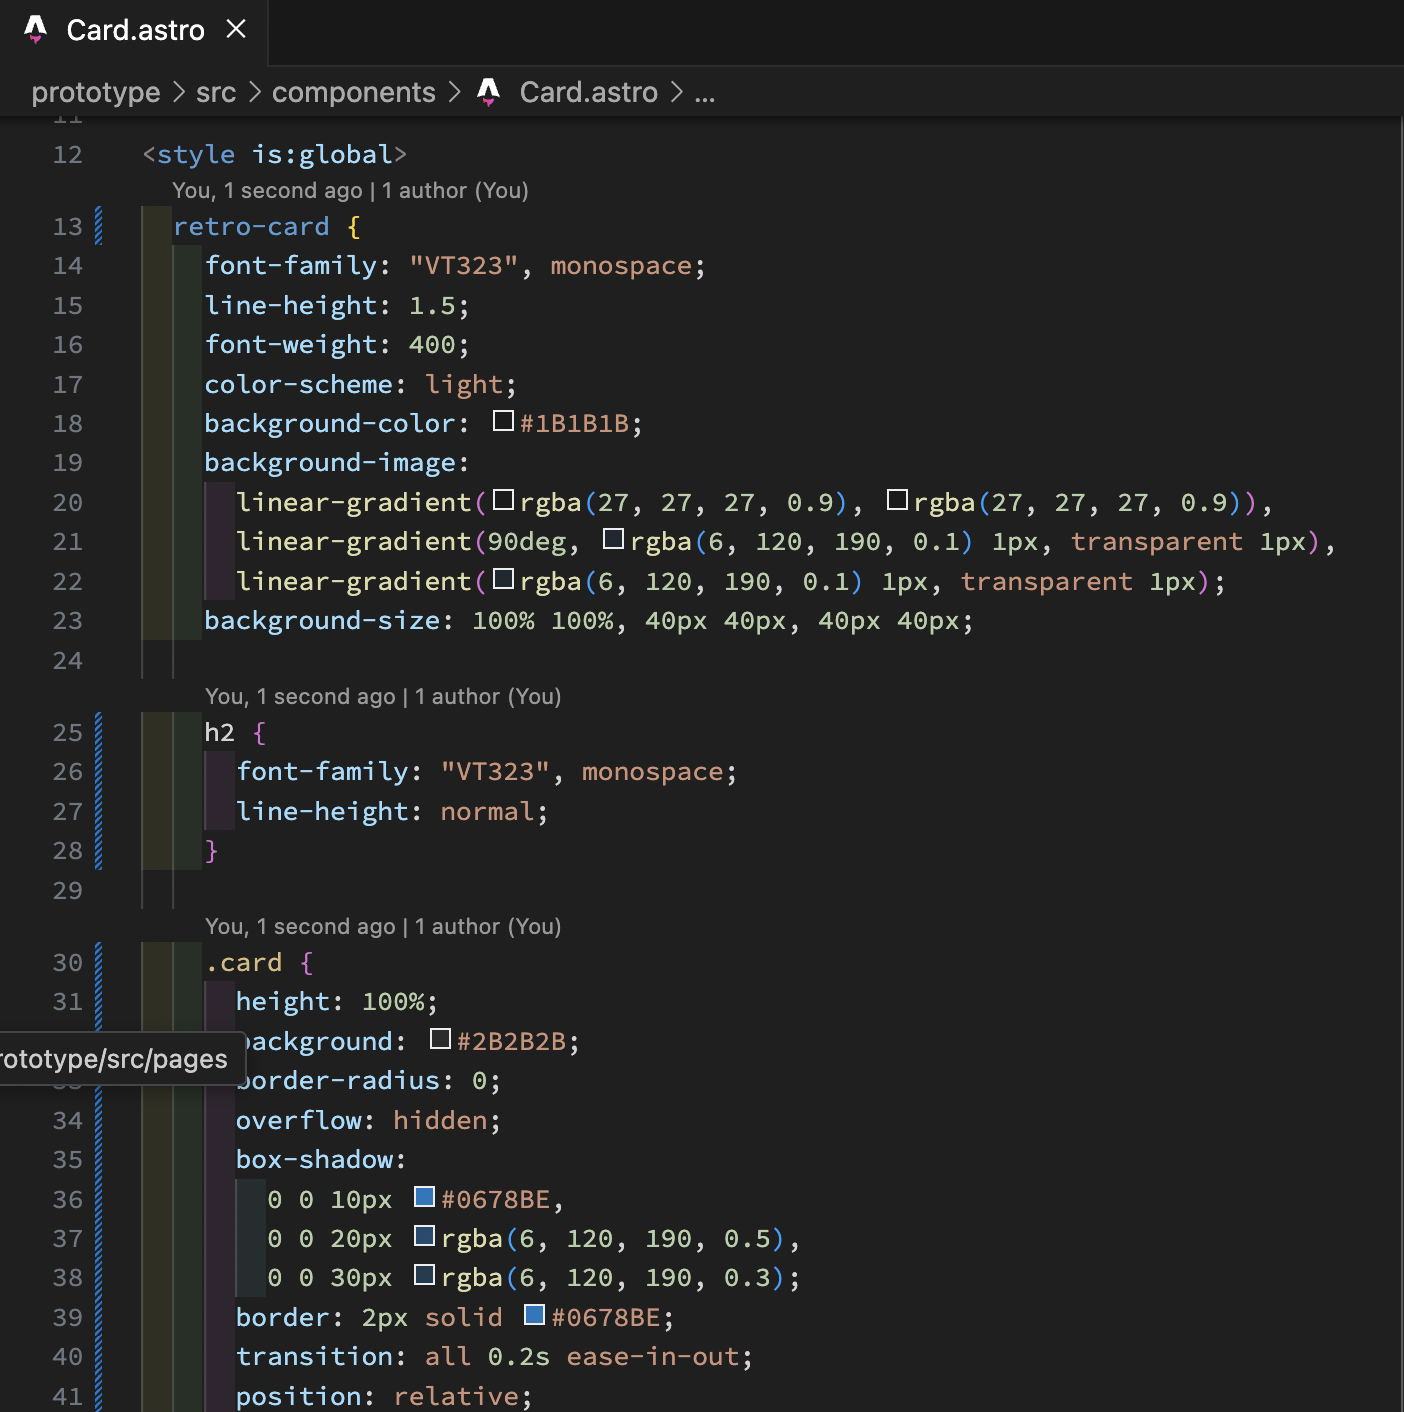 Card.astro ×
prototype > src > components > Card.astro > ...
11
12 <style is:global>
You, 1 second ago | 1 author (You)
13 retro-card {
14 font-family: "VT323", monospace;
15 line-height: 1.5;
16 font-weight: 400;
17 color-scheme: light;
18 background-color: #1B1B1B;
19 background-image:
20 linear-gradient(rgba(27, 27, 27, 0.9), rgba(27, 27, 27, 0.9)),
21 linear-gradient(90deg, rgba(6, 120, 190, 0.1) 1px, transparent 1px),
22 linear-gradient(rgba(6, 120, 190, 0.1) 1px, transparent 1px);
23 background-size: 100% 100%, 40px 40px, 40px 40px;
24
You, 1 second ago | 1 author (You)
25 h2 {
26 font-family: "VT323", monospace;
27 line-height: normal;
28 }
29
You, 1 second ago | 1 author (You)
30 .card {
31 height: 100%;
ackground: #2B2B2B;
rototype/src/pages
33 border-radius: 0;
34 overflow: hidden;
35 box-shadow:
36 0 0 10px #0678BE,
37 0 0 20px rgba(6, 120, 190, 0.5),
38 0 0 30px rgba(6, 120, 190, 0.3);
39 border: 2px solid #0678BE;
40 transition: all 0.2s ease-in-out;
41 position: relative;